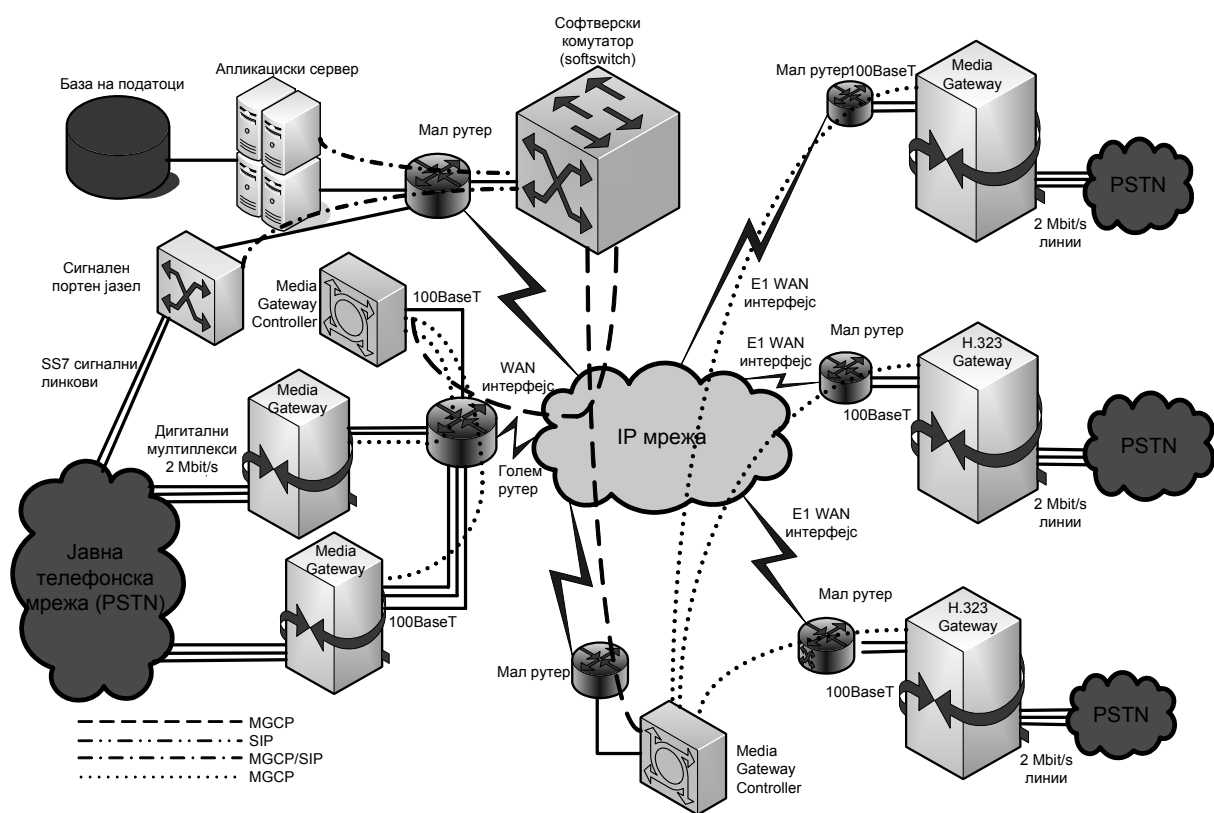 Софтверски
комутатор
(softswitch)
База на податоци
Апликациски сервер
Мал рутер
Мал рутер
100BaseT
Media
Gateway
PSTN
2 Mbit/s
линии
Сигнален
портен јазел
Media
Gateway
Controller
100BaseT
E1 WAN
интерфејс
SS7 сигнални
линкови
WAN
интерфејс
E1 WAN
интерфејс
Мал рутер
H.323
Gateway
100BaseT
PSTN
2 Mbit/s
линии
Media
Gateway
Дигитални
мултиплекси
2 Mbit/s
IP мрежа
Голем
рутер
E1 WAN
интерфејс
Јавна
телефонска
мрежа (PSTN)
Media
Gateway
100BaseT
Мал рутер
Мал рутер
H.323
Gateway
100BaseT
PSTN
2 Mbit/s
линии
Media
Gateway
Controller
MGCP
SIP
MGCP/SIP
MGCP